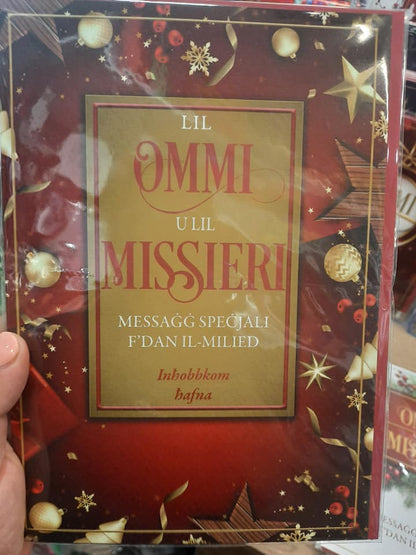 LIL
OMMI
U LIL
MISSIERI
MESSAĠĠ SPEĊJALI
F'DAN IL-MILIED
Inħobbkom
ħafna